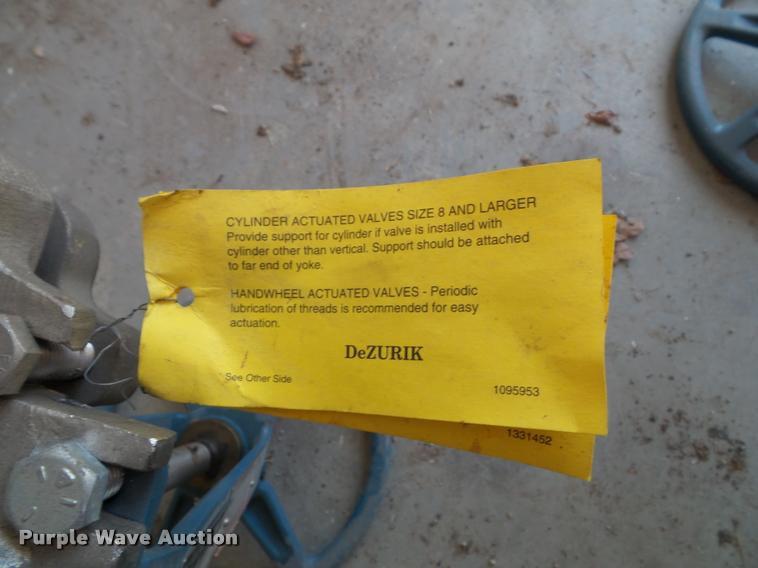 CYLINDER ACTUATED VALVES SIZE 8 AND LARGER
Provide support for cylinder if valve is installed with
cylinder other than vertical. Support should be attached
to far end of yoke.
HANDWHEEL ACTUATED VALVES - Periodic
lubrication of threads is recommended for easy
actuation.
DeZURIK
See Other Side
1095953
1331452
Purple Wave Auction®